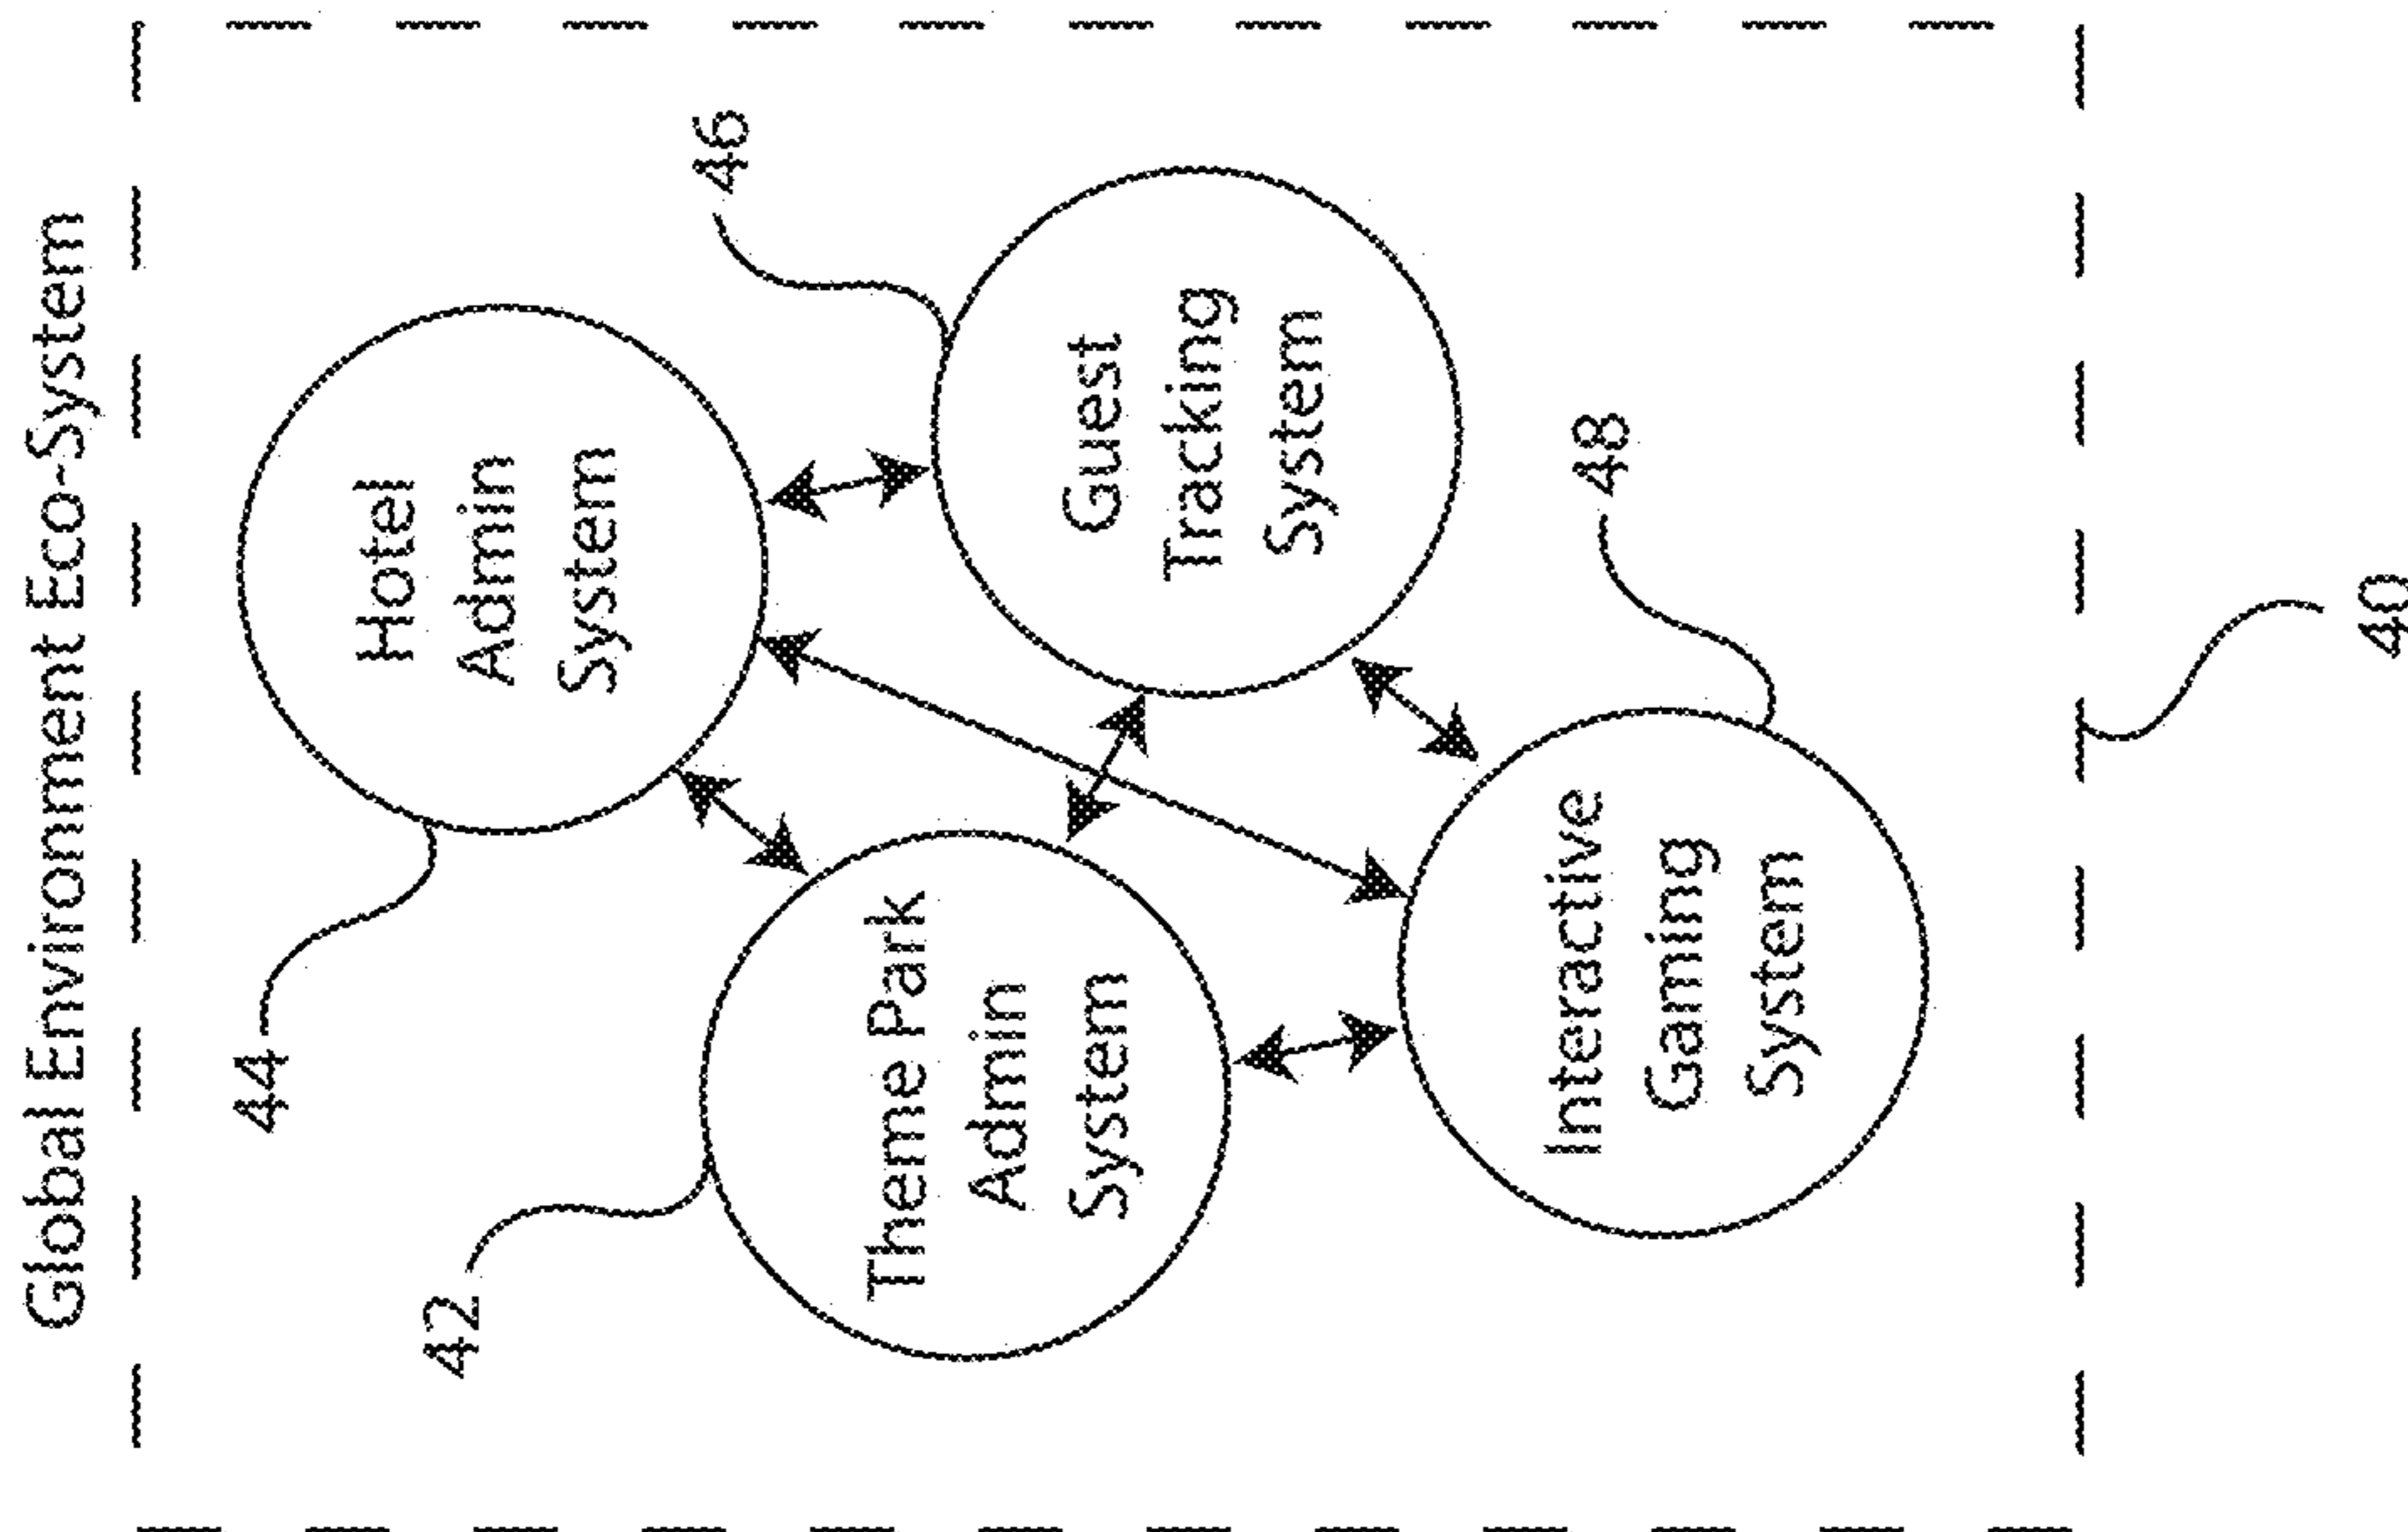 Global Environment Eco-System
44
Hotel
Admin
System
46
42
Theme Park
Admin
System
Guest
Tracking
System
48
Interactive
Gaming
System
40